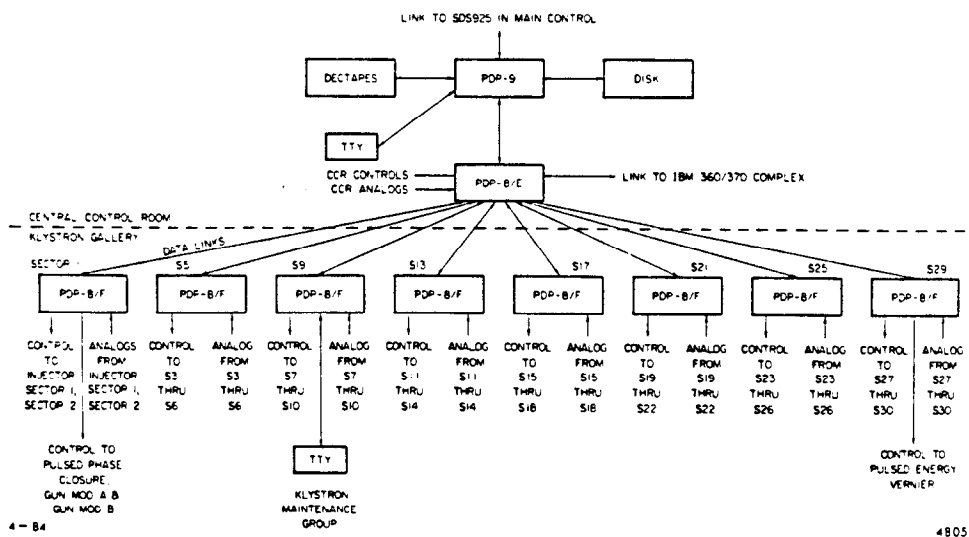 LINK TO SDS925 IN MAIN CONTROL
DECTAPES
PDP-9
DISK
TTY
CCR CONTROLS
CCR ANALOGS
PDP-8/E
LINK TO IBM 360/370 COMPLEX
CENTRAL CONTROL ROOM
KLYSTRON GALLERY
DATA LINKS
SECTOR 1 S5 S9 S13 S17 S21 S25 S29
PDP-8/F PDP-8/F PDP-8/F PDP-8/F PDP-8/F PDP-8/F PDP-8/F PDP-8/F
CONTROL ANALOGS CONTROL ANALOG CONTROL ANALOG CONTROL ANALOG CONTROL ANALOG CONTROL ANALOG CONTROL ANALOG CONTROL ANALOG
TO FROM TO FROM TO FROM TO FROM TO FROM TO FROM TO FROM TO FROM
INJECTOR INJECTOR S3 S3 S7 S7 S11 S11 S15 S15 S19 S19 S23 S23 S27 S27
SECTOR 1, SECTOR 1, THRU THRU THRU THRU THRU THRU THRU THRU THRU THRU THRU THRU THRU THRU
SECTOR 2 SECTOR 2 S6 S6 S10 S10 S14 S14 S18 S18 S22 S22 S26 S26 S30 S30
CONTROL TO
PULSED PHASE
CLOSURE,
GUN MOD A &
GUN MOD B
TTY
KLYSTRON
MAINTENANCE
GROUP
CONTROL TO
PULSED ENERGY
VERNIER
4-84
4805